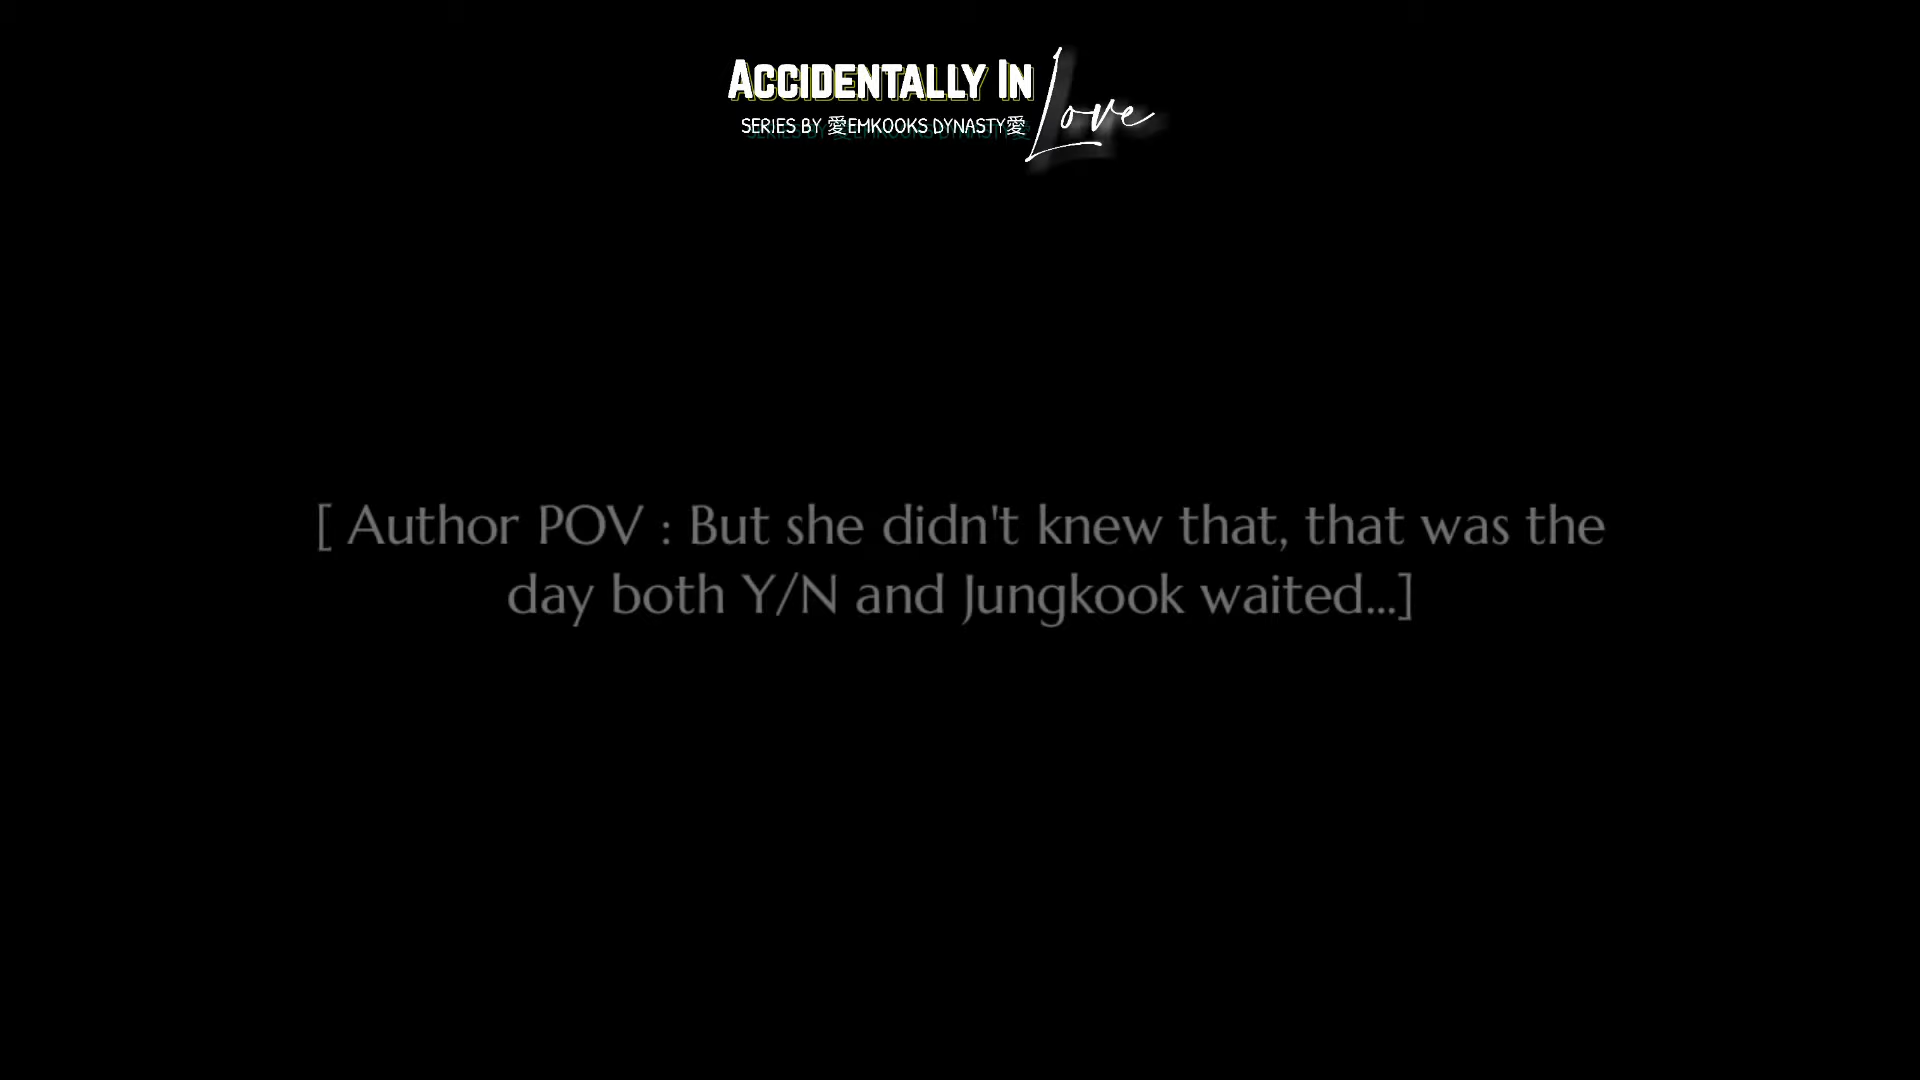 ACCIDENTALLY IN Love
SERIES BY 愛EMKOOKS DYNASTY愛
[ Author POV : But she didn't knew that, that was the
day both Y/N and Jungkook waited...]